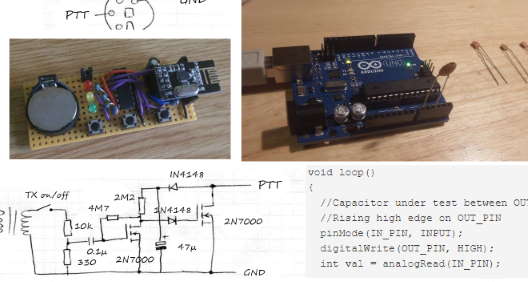 GND
PTT
ARDUINO
UNO
1N4148
PTT
TX on/off
2M2
4M7
1N4148
2N7000
10k
0.1µ
47µ
330
2N7000
GND
void loop()
{
//Capacitor under test between OUT
//Rising high edge on OUT_PIN
pinMode(IN_PIN, INPUT);
digitalWrite(OUT_PIN, HIGH);
int val = analogRead(IN_PIN);